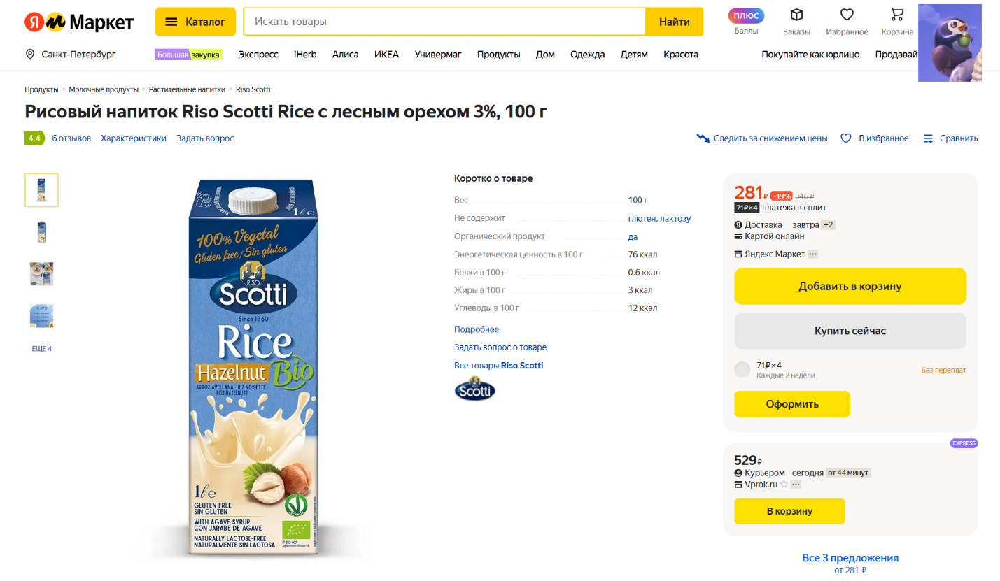 Я Маркет
Каталог
Искать товары
Найти
плюс
Баллы
Заказы
Избранное
Корзина
Санкт-Петербург
Большая закупка
Экспресс
iHerb
Алиса
ИКЕА
Универмаг
Продукты
Дом
Одежда
Детям
Красота
Покупайте как юрлицо
Продавай
Продукты • Молочные продукты • Растительные напитки • Riso Scotti
Рисовый напиток Riso Scotti Rice с лесным орехом 3%, 100 г
4.4
6 отзывов
Характеристики
Задать вопрос
Следить за снижением цены
В избранное
Сравнить
ЕЩЁ 4
1 l e
100% Vegetal
Gluten free / Sin gluten
RISO
Scotti
Since 1860
Rice
Hazelnut Bio
ARROZ AVELLANA - RIZ NOISETTE -
REIS HASELNUSS
1 l e
GLUTEN FREE
SIN GLUTEN
WITH AGAVE SYRUP
CON JARABE DE AGAVE
NATURALLY LACTOSE-FREE
NATURALMENTE SIN LACTOSA
VEGAN OK
IT-BIO-007
Коротко о товаре
Вес 100 г
Не содержит глютен, лактозу
Органический продукт да
Энергетическая ценность в 100 г 76 ккал
Белки в 100 г 0.6 ккал
Жиры в 100 г 3 ккал
Углеводы в 100 г 12 ккал
Подробнее
Задать вопрос о товаре
Все товары Riso Scotti
Scotti
281 ₽ -19% 346 ₽
71₽×4 платежа в сплит
Доставка завтра +2
Картой онлайн
Яндекс Маркет
Добавить в корзину
Купить сейчас
71₽×4
Каждые 2 недели
Без переплат
Оформить
EXPRESS
529 ₽
Курьером сегодня от 44 минут
Vprok.ru
В корзину
Все 3 предложения
от 281 ₽